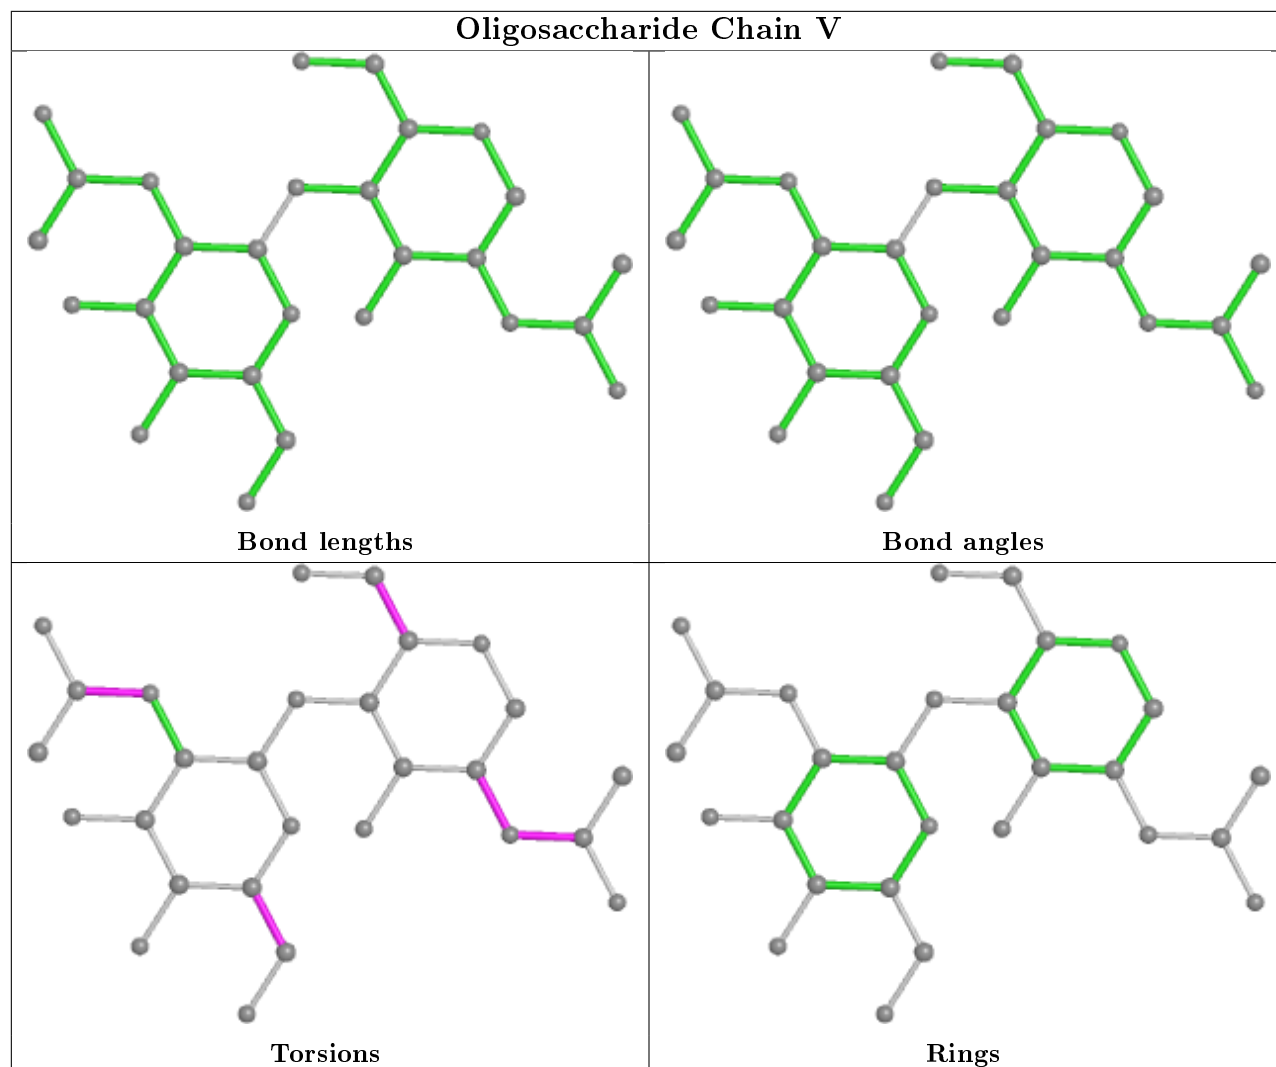 Oligosaccharide Chain V
Bond lengths
Bond angles
Torsions
Rings